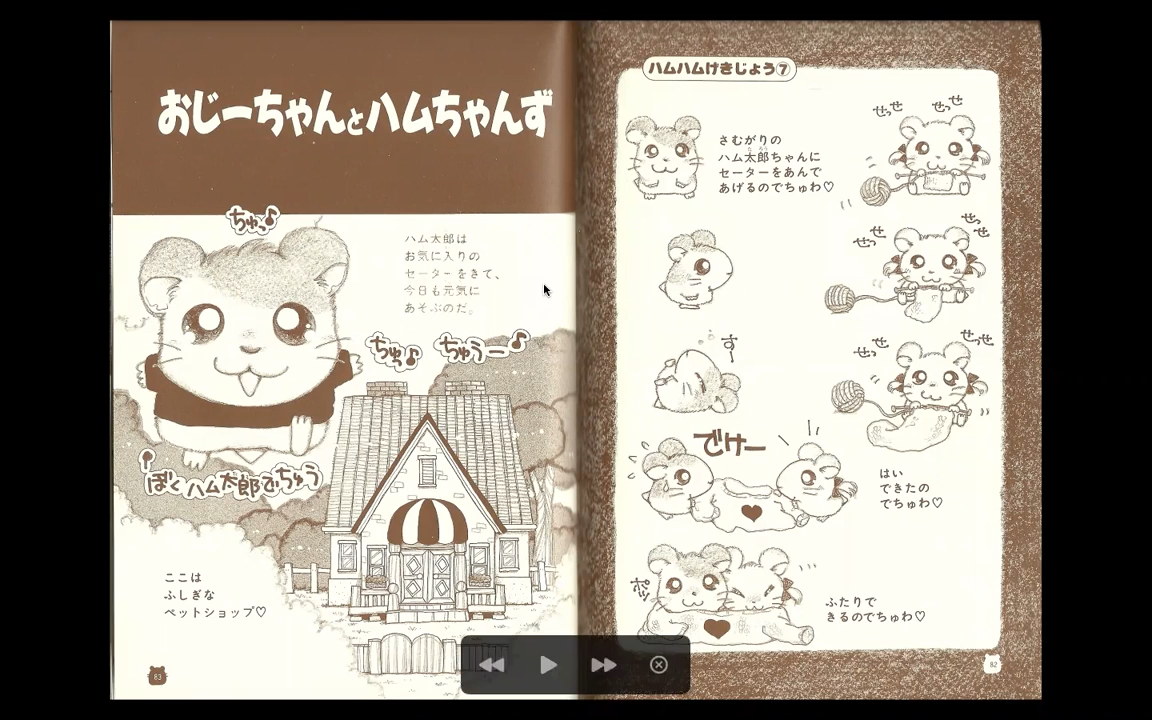 ハムハムけきじょう⑦
さむがりの
ハム太郎ちゃんに
セーターをあんで
あげるのでちゅわ♡
せっせ
せっせ
せっせ
せっせ
せっせ
せっせ
すー
でけー
はい
できたの
でちゅわ♡
ポッ
ふたりで
きるのでちゅわ♡
82
おじーちゃんとハムちゃんず
ちゅっ♪
ハム太郎は
お気に入りの
セーターをきて、
今日も元気に
あそぶのだ。
ちゅっ♪
ちゅうー♪
ぼくハム太郎でちゅう
ここは
ふしぎな
ペットショップ♡
83